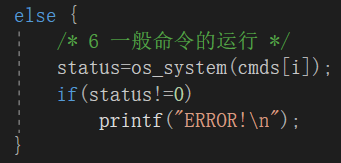 else {
/* 6 一般命令的运行 */
status=os_system(cmds[i]);
if(status!=0)
printf("ERROR!\n");
}